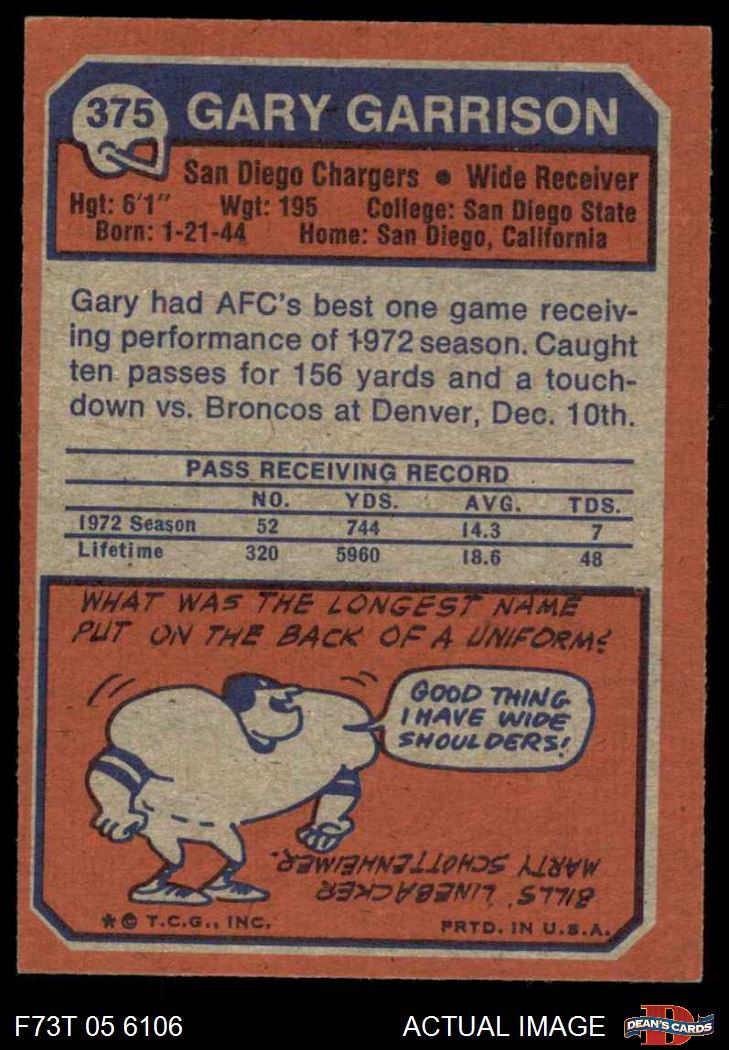 375 GARY GARRISON
San Diego Chargers • Wide Receiver
Hgt: 6'1" Wgt: 195 College: San Diego State
Born: 1-21-44 Home: San Diego, California
Gary had AFC's best one game receiv-
ing performance of 1972 season. Caught
ten passes for 156 yards and a touch-
down vs. Broncos at Denver, Dec. 10th.
PASS RECEIVING RECORD
NO. YDS. AVG. TDS.
1972 Season 52 744 14.3 7
Lifetime 320 5960 18.6 48
WHAT WAS THE LONGEST NAME
PUT ON THE BACK OF A UNIFORM?
GOOD THING
I HAVE WIDE
SHOULDERS!
BILLS' LINEBACKER
MARTY SCHOTTENHEIMER.
* © T.C.G., INC. PRTD. IN U.S.A.
F73T 05 6106 ACTUAL IMAGE DEAN'S CARDS